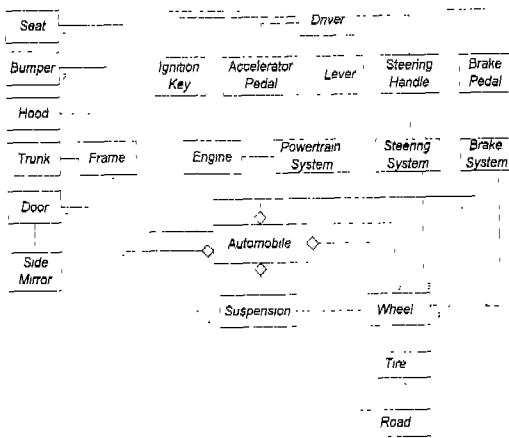 Seat
Driver
Bumper
Ignition
Key
Accelerator
Pedal
Lever
Steering
Handle
Brake
Pedal
Hood
Trunk
Frame
Engine
Powertrain
System
Steering
System
Brake
System
Door
Automobile
Side
Mirror
Suspension
Wheel
Tire
Road